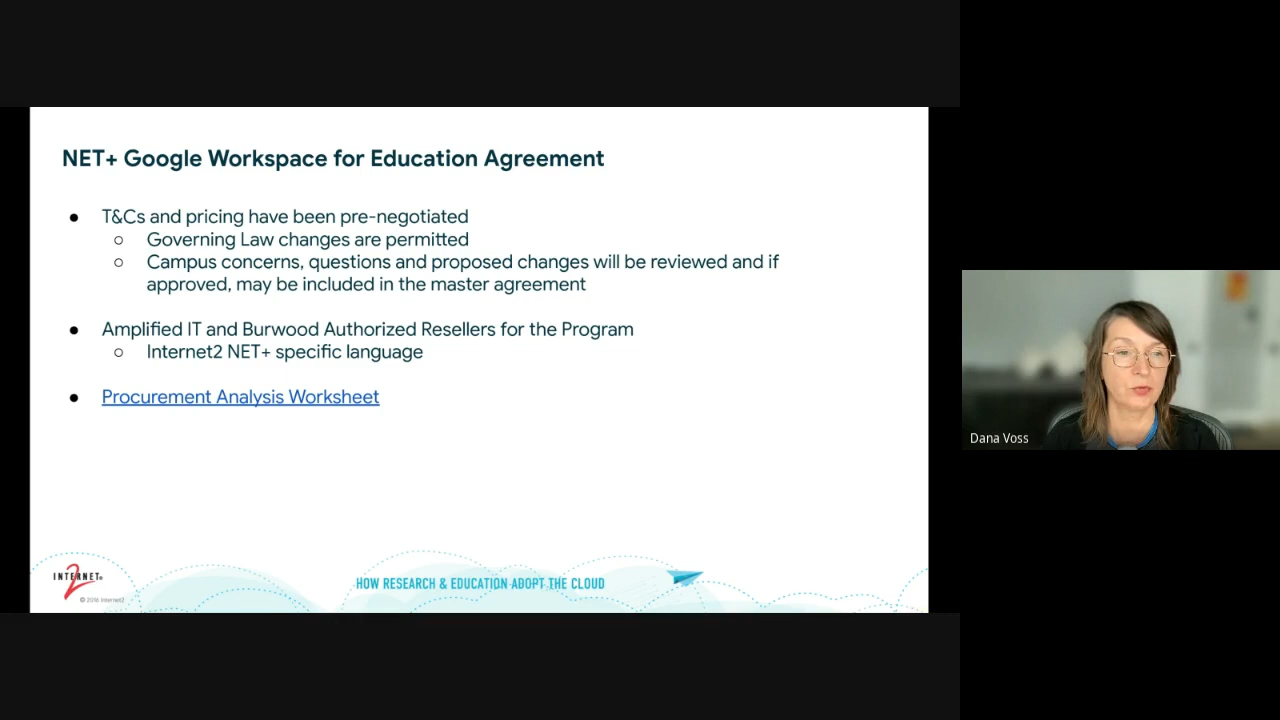 NET+ Google Workspace for Education Agreement
● T&Cs and pricing have been pre-negotiated
○ Governing Law changes are permitted
○ Campus concerns, questions and proposed changes will be reviewed and if
approved, may be included in the master agreement
● Amplified IT and Burwood Authorized Resellers for the Program
○ Internet2 NET+ specific language
● Procurement Analysis Worksheet
Dana Voss
INTERNET
2
HOW RESEARCH & EDUCATION ADOPT THE CLOUD